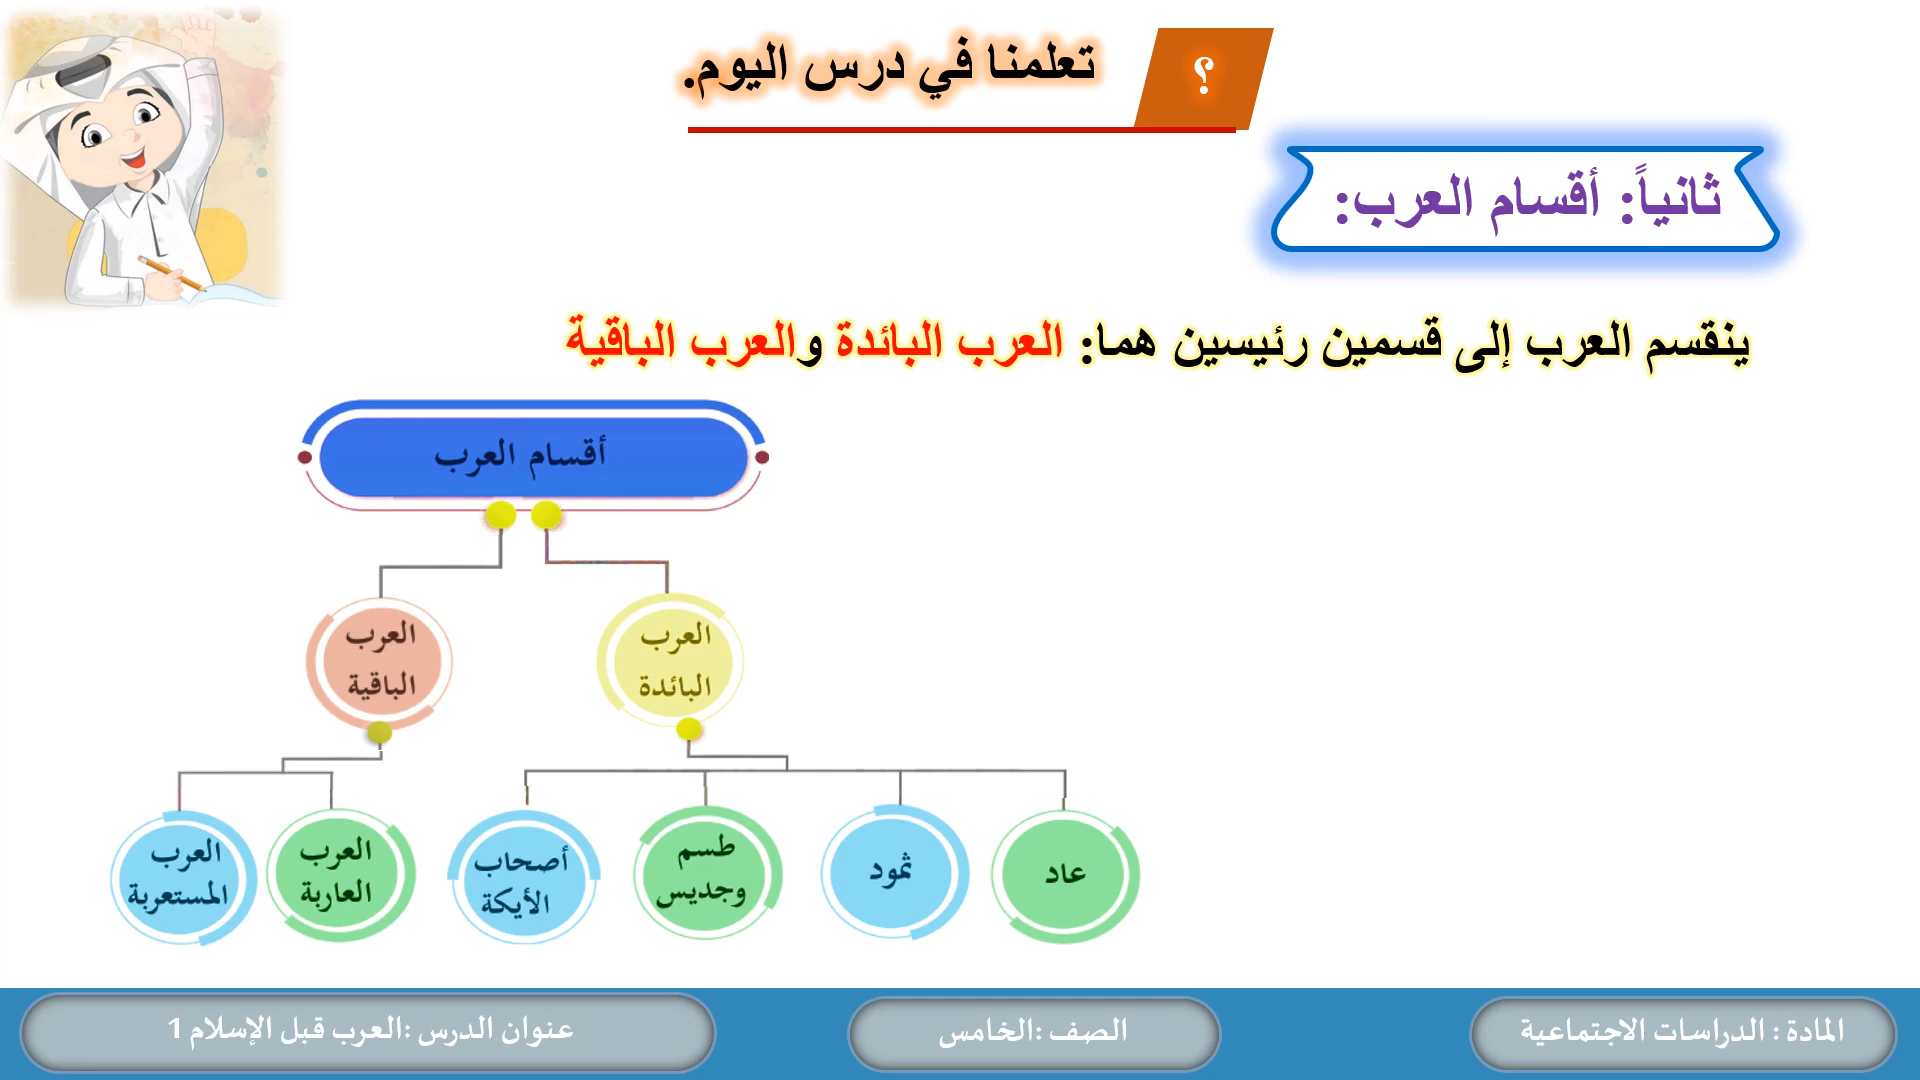 ؟
تعلمنا في درس اليوم.
ثانياً: أقسام العرب:
ينقسم العرب إلى قسمين رئيسين هما: العرب البائدة والعرب الباقية
أقسام العرب
العرب
البائدة
العرب
الباقية
عاد
ثمود
طسم
وجديس
أصحاب
الأيكة
العرب
العاربة
العرب
المستعربة
المادة : الدراسات الاجتماعية
الصف :الخامس
عنوان الدرس :العرب قبل الإسلام 1